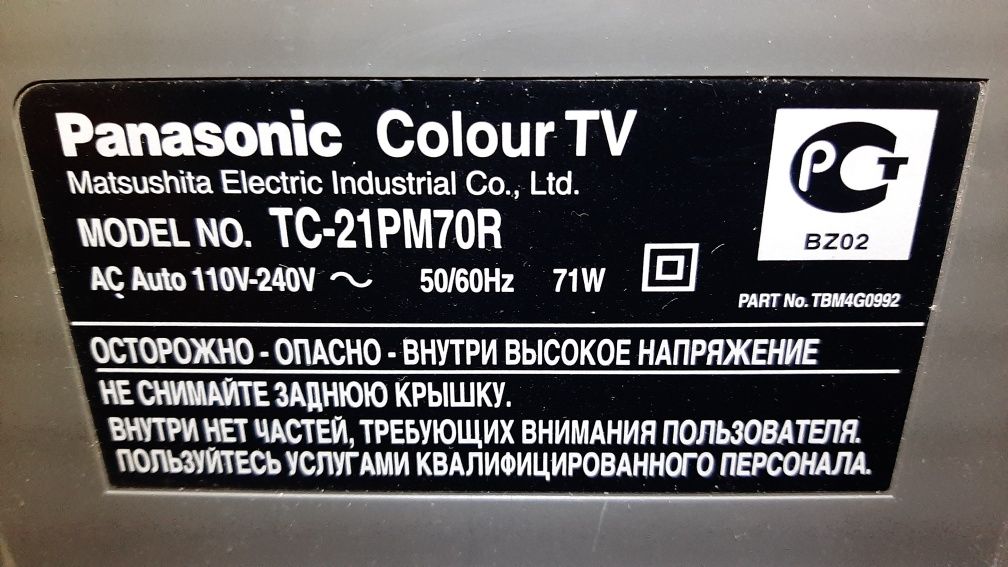 Panasonic Colour TV
Matsushita Electric Industrial Co., Ltd.
MODEL NO. TC-21PM70R
AC Auto 110V-240V ~ 50/60Hz 71W
PCT
BZ02
PART No. TBM4G0992
ОСТОРОЖНО - ОПАСНО - ВНУТРИ ВЫСОКОЕ НАПРЯЖЕНИЕ
НЕ СНИМАЙТЕ ЗАДНЮЮ КРЫШКУ.
ВНУТРИ НЕТ ЧАСТЕЙ, ТРЕБУЮЩИХ ВНИМАНИЯ ПОЛЬЗОВАТЕЛЯ.
ПОЛЬЗУЙТЕСЬ УСЛУГАМИ КВАЛИФИЦИРОВАННОГО ПЕРСОНАЛА.